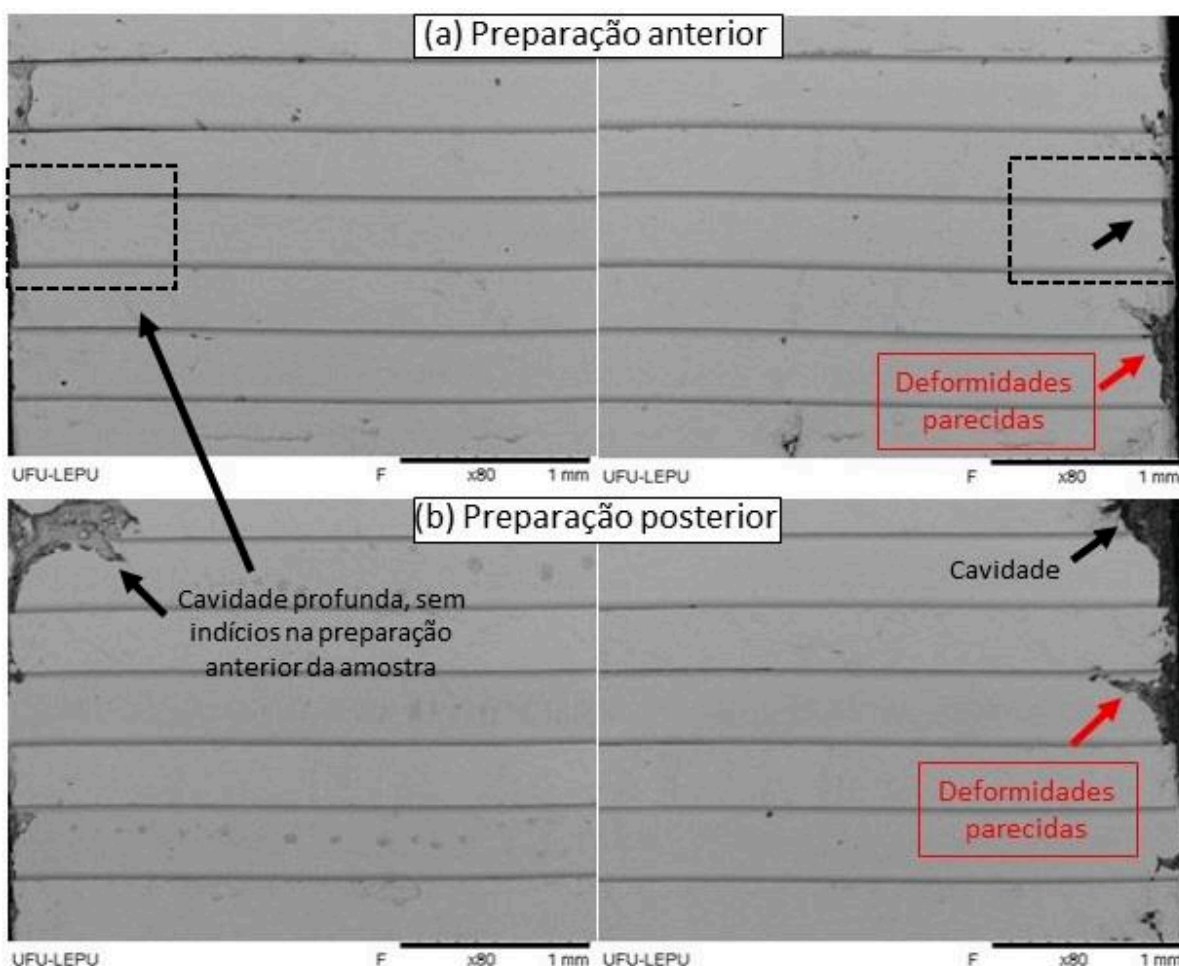 (a) Preparação anterior
Deformidades
parecidas
UFU-LEPU F x80 1 mm UFU-LEPU F x80 1 mm
(b) Preparação posterior
Cavidade
Cavidade profunda, sem
indícios na preparação
anterior da amostra
Deformidades
parecidas
UFU-LEPU F x80 1 mm UFU-LEPU F x80 1 mm